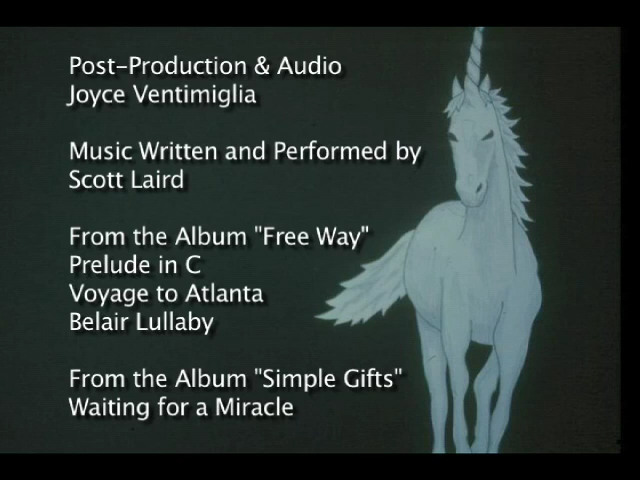 Post-Production & Audio
Joyce Ventimiglia
Music Written and Performed by
Scott Laird
From the Album "Free Way"
Prelude in C
Voyage to Atlanta
Belair Lullaby
From the Album "Simple Gifts"
Waiting for a Miracle